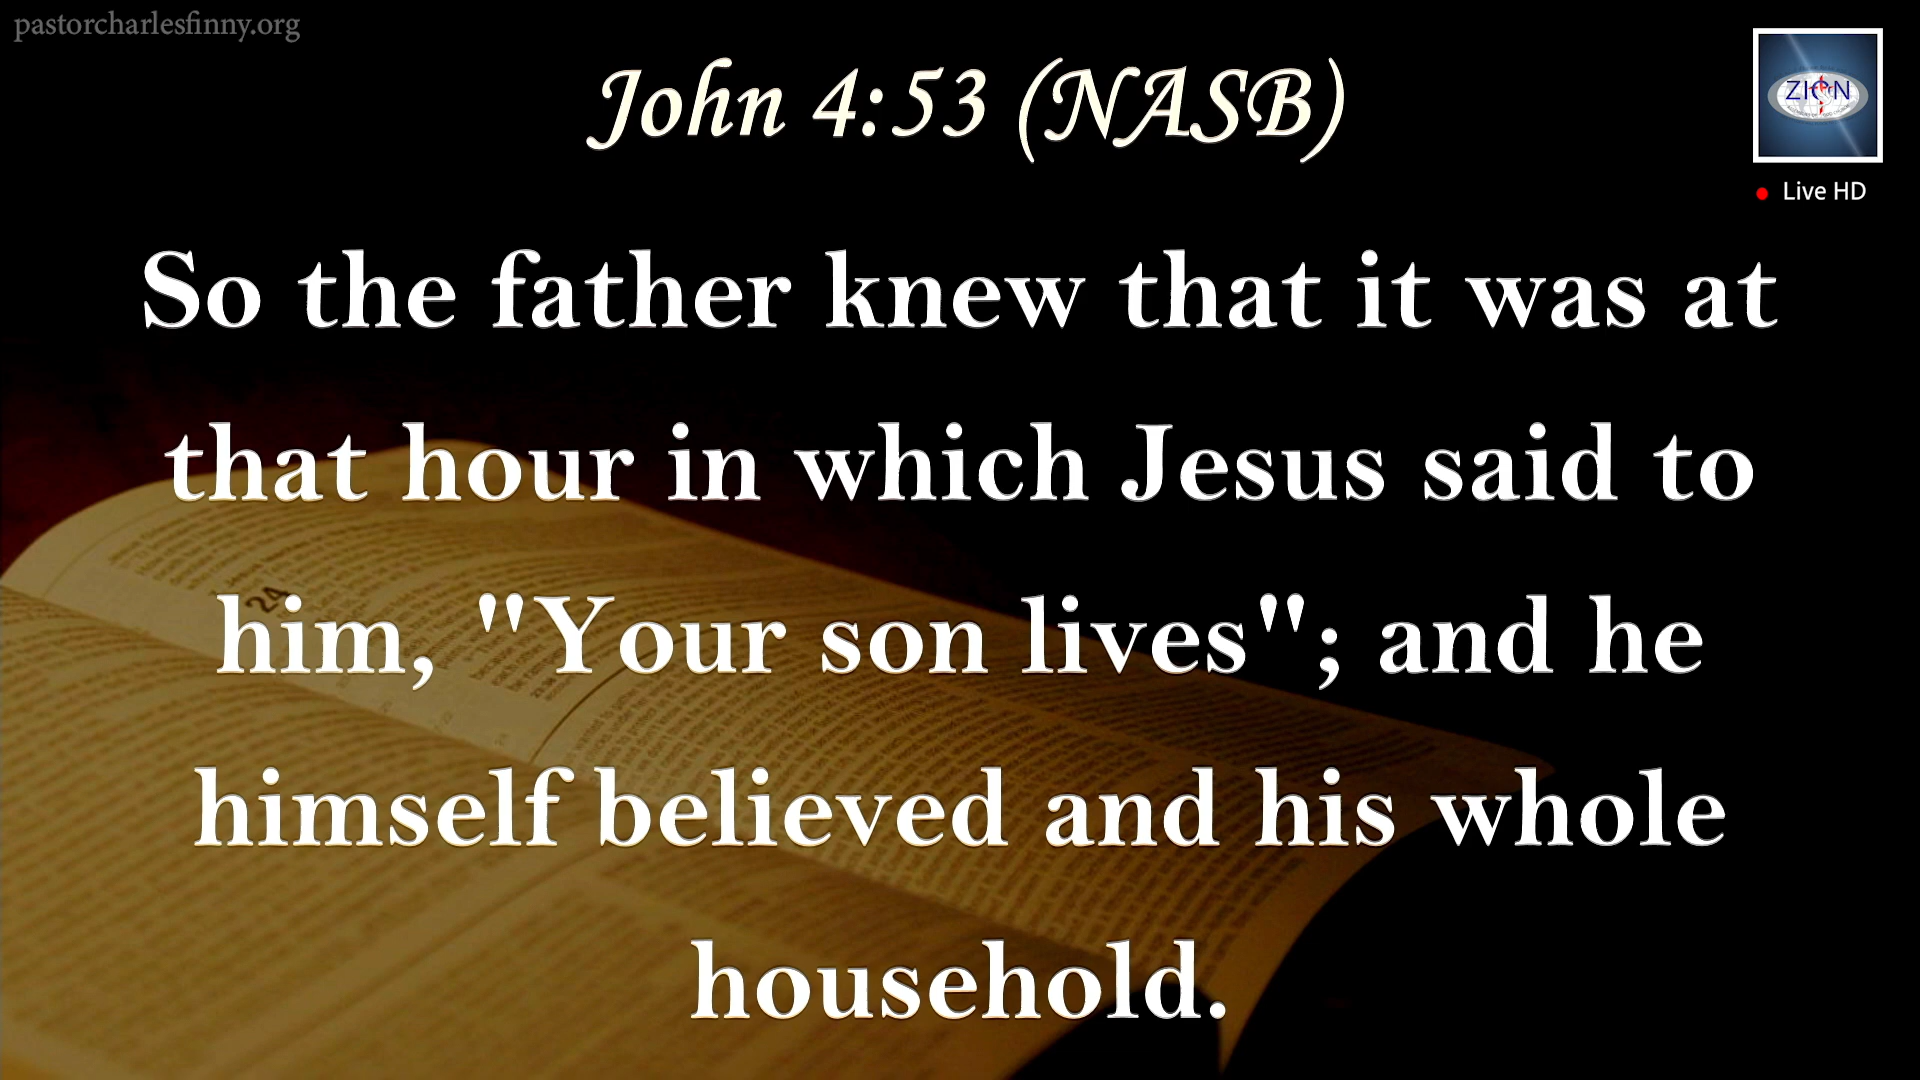 pastorcharlesfinny.org
John 4:53 (NASB)
ZION
Live HD
So the father knew that it was at
that hour in which Jesus said to
him, "Your son lives"; and he
himself believed and his whole
household.
24